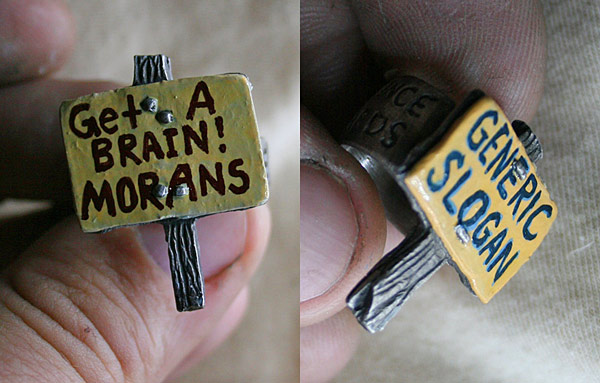 Get A
BRAIN!
MORANS
GENERIC
SLOGAN